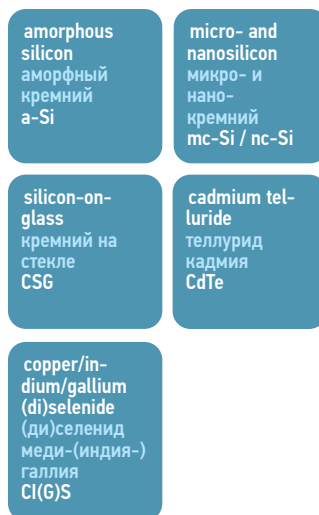 amorphous
silicon
аморфный
кремний
a-Si
micro- and
nanosilicon
микро- и
нано-
кремний
mc-Si / nc-Si
silicon-on-
glass
кремний на
стекле
CSG
cadmium tel-
luride
теллурид
кадмия
CdTe
copper/in-
dium/gallium
(di)selenide
(ди)селенид
меди-(индия-)
галлия
CI(G)S